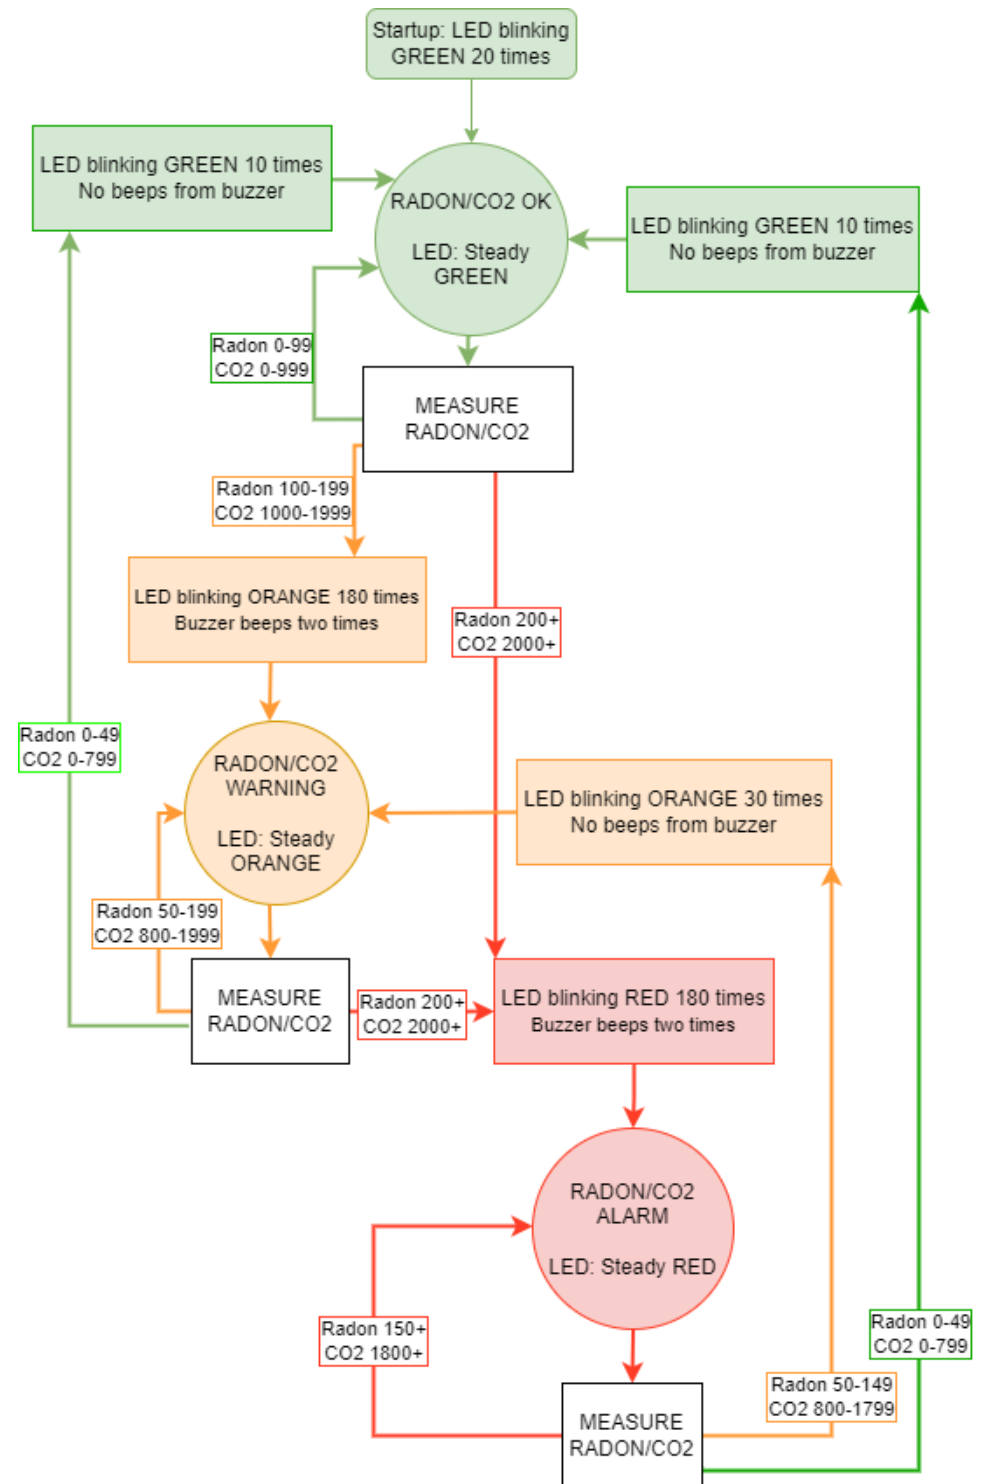 Startup: LED blinking
GREEN 20 times
LED blinking GREEN 10 times
No beeps from buzzer
RADON/CO2 OK
LED: Steady
GREEN
LED blinking GREEN 10 times
No beeps from buzzer
Radon 0-99
CO2 0-999
MEASURE
RADON/CO2
Radon 100-199
CO2 1000-1999
LED blinking ORANGE 180 times
Buzzer beeps two times
Radon 200+
CO2 2000+
Radon 0-49
CO2 0-799
RADON/CO2
WARNING
LED: Steady
ORANGE
LED blinking ORANGE 30 times
No beeps from buzzer
Radon 50-199
CO2 800-1999
MEASURE
RADON/CO2
Radon 200+
CO2 2000+
LED blinking RED 180 times
Buzzer beeps two times
RADON/CO2
ALARM
LED: Steady RED
Radon 150+
CO2 1800+
Radon 0-49
CO2 0-799
Radon 50-149
CO2 800-1799
MEASURE
RADON/CO2